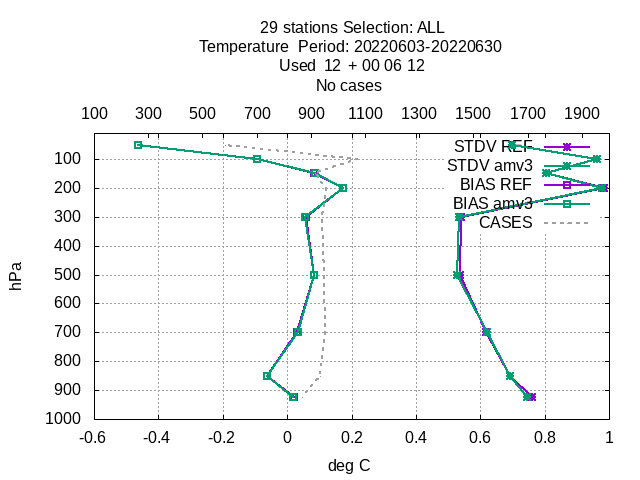 29 stations Selection: ALL
Temperature  Period: 20220603-20220630
Used  12  + 00 06 12
No cases
100 300 500 700 900 1100 1300 1500 1700 1900
STDV REF
STDV amv3
BIAS REF
BIAS amv3
CASES
100
200
300
400
500
600
700
800
900
1000
hPa
-0.6 -0.4 -0.2 0 0.2 0.4 0.6 0.8 1
deg C